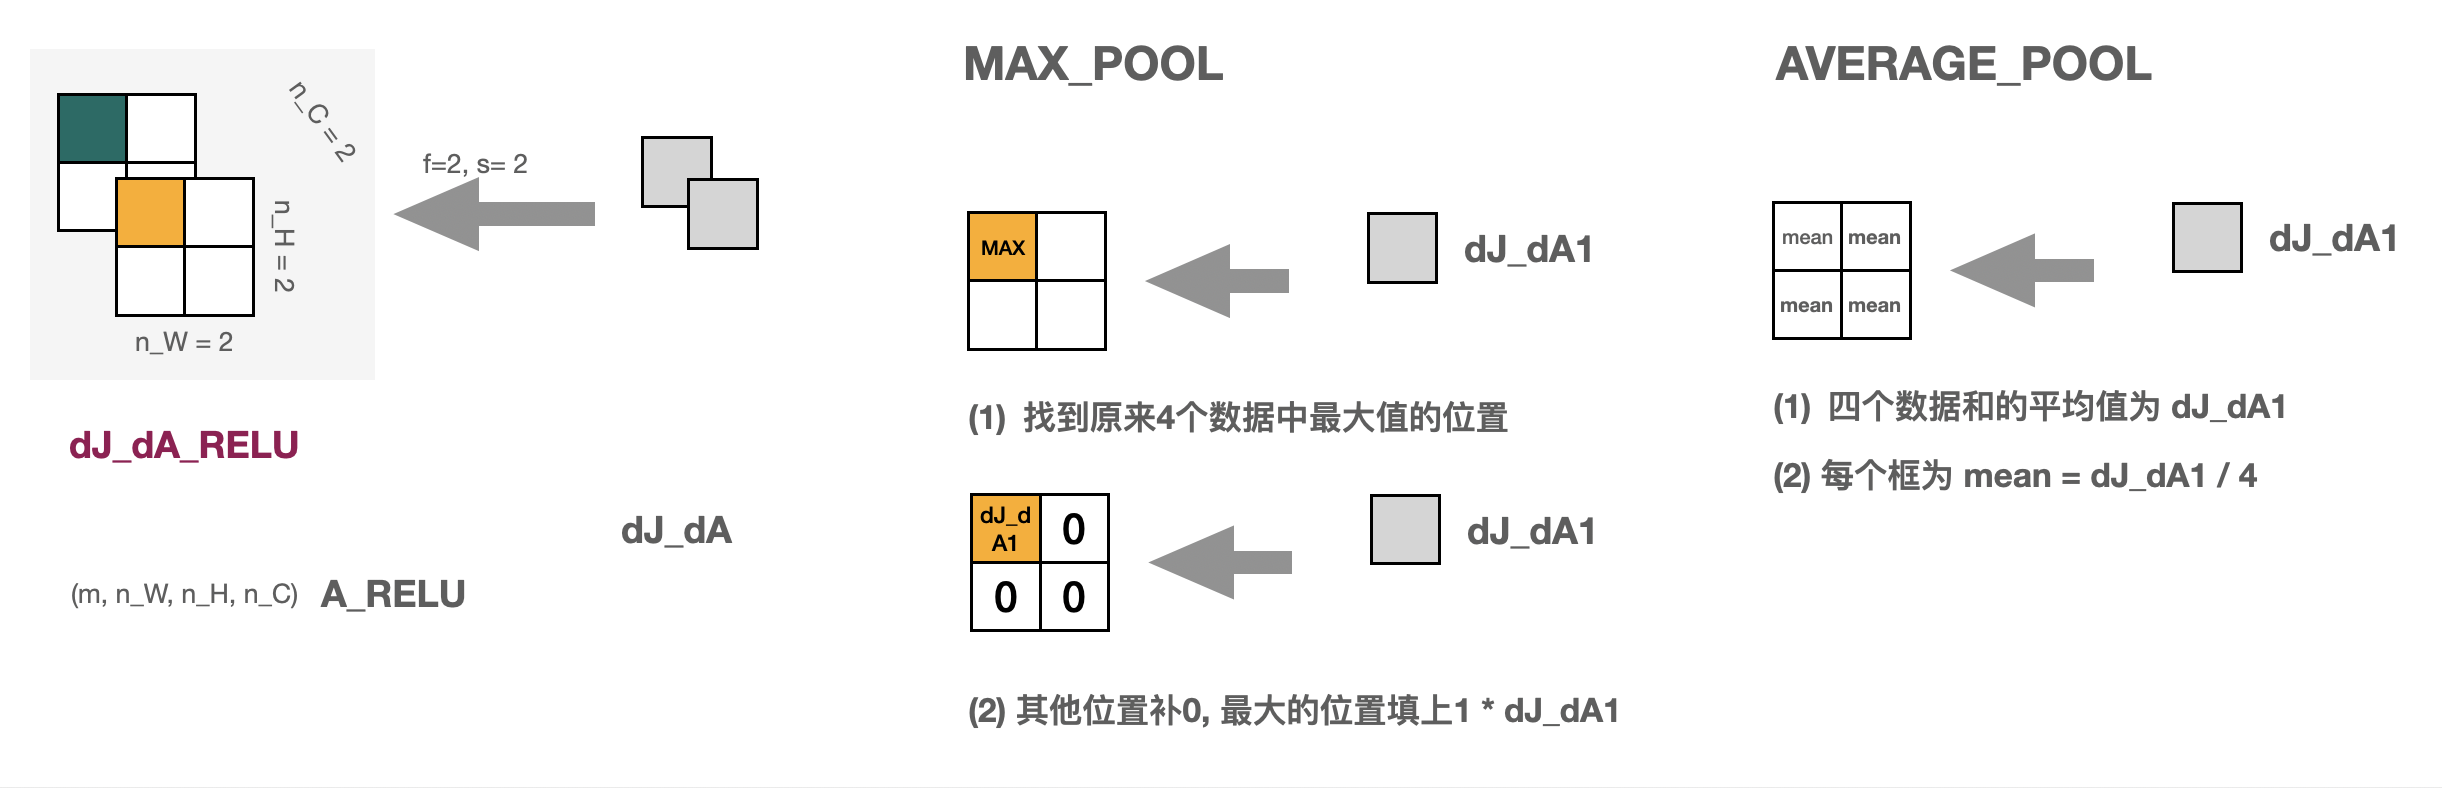 n_C = 2
f=2, s= 2
n_H = 2
n_W = 2
dJ_dA_RELU
dJ_dA
(m, n_W, n_H, n_C) A_RELU
MAX_POOL
MAX
dJ_dA1
(1) 找到原来4个数据中最大值的位置
dJ_d
A1
0
0
0
dJ_dA1
(2) 其他位置补0, 最大的位置填上1 * dJ_dA1
AVERAGE_POOL
mean
mean
mean
mean
dJ_dA1
(1) 四个数据和的平均值为 dJ_dA1
(2) 每个框为 mean = dJ_dA1 / 4